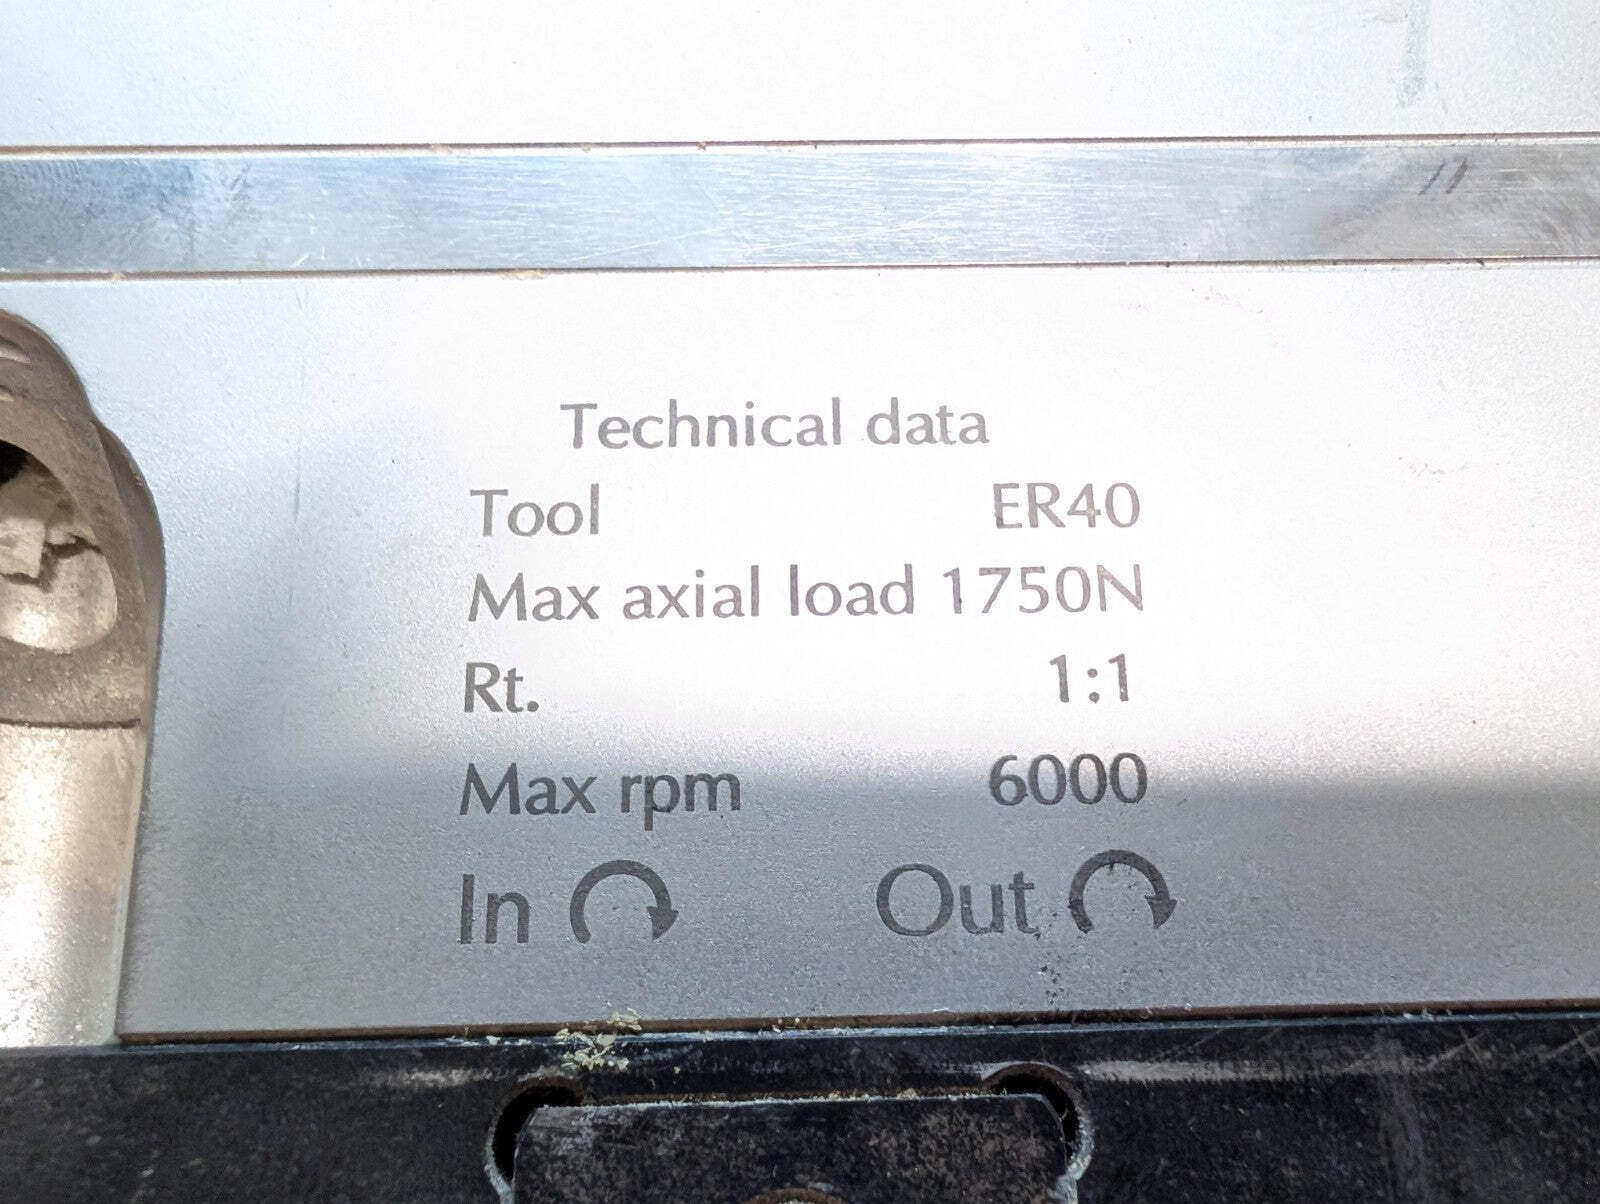 Technical data
Tool ER40
Max axial load 1750N
Rt. 1:1
Max rpm 6000
In Out